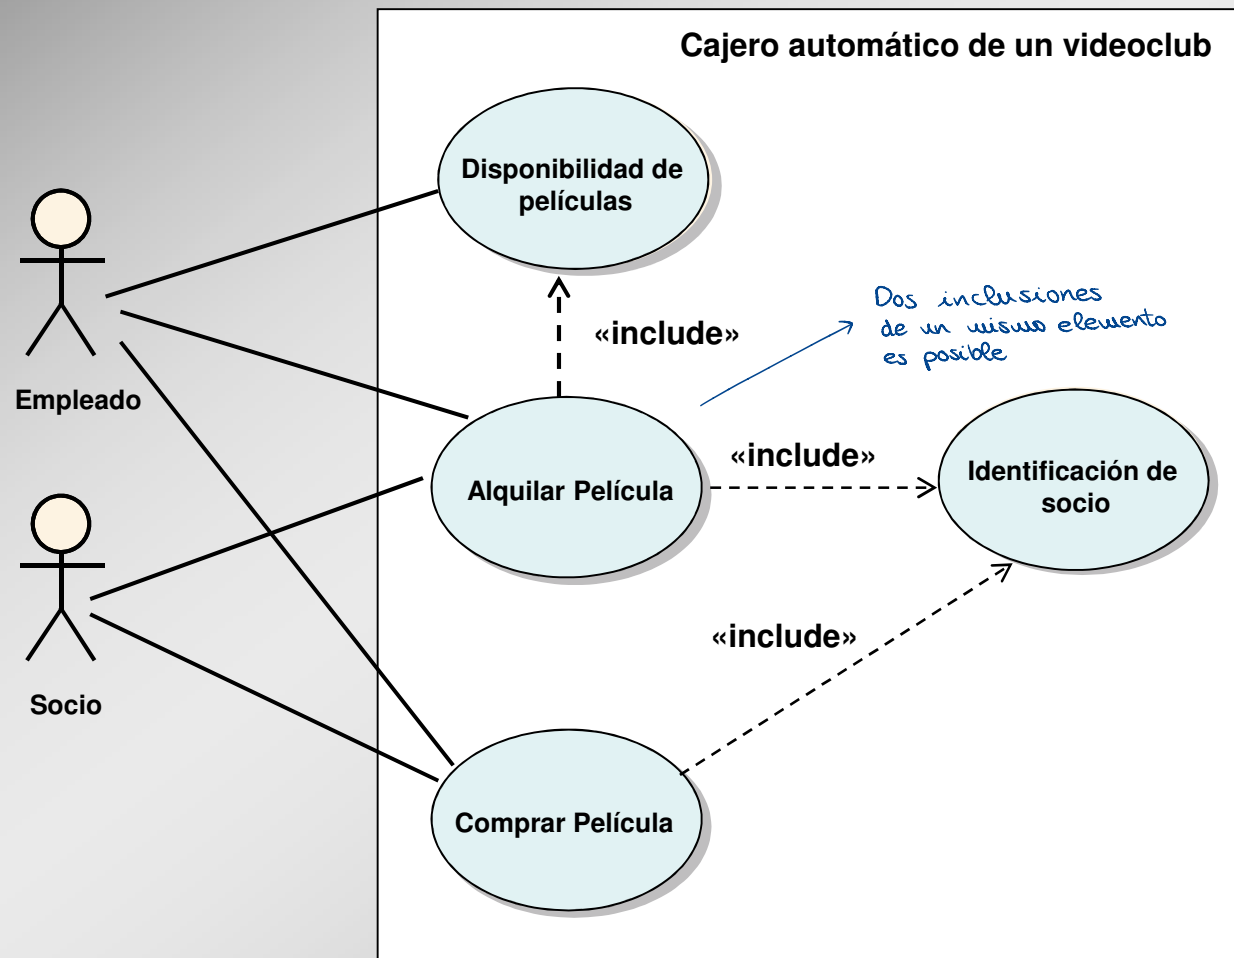 Cajero automático de un videoclub
Disponibilidad de
películas
«include»
Dos inclusiones
de un mismo elemento
es posible
Empleado
Alquilar Película
«include»
Identificación de
socio
Socio
«include»
Comprar Película